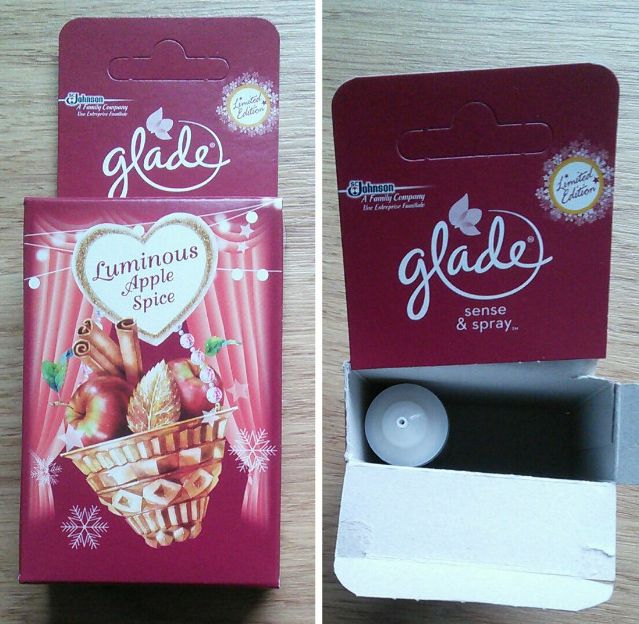 SC Johnson
A Family Company
Une Entreprise Familiale
Limited
Edition
glade®
Luminous
Apple
Spice
SC Johnson
A Family Company
Une Entreprise Familiale
Limited
Edition
glade®
sense
& spray™